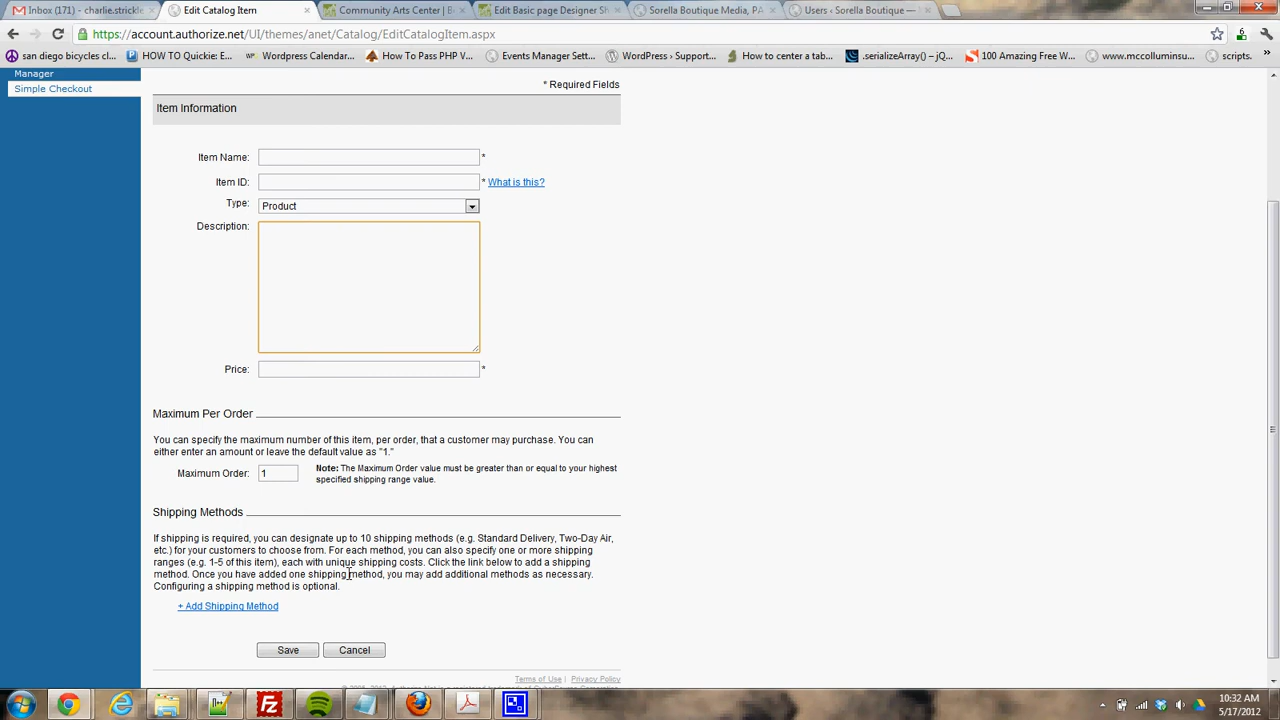 Inbox (171) - charlie.strickle
Edit Catalog Item
Community Arts Center | B
Edit Basic page Designer Sh
Sorella Boutique Media, PA
Users ‹ Sorella Boutique —
https://account.authorize.net/UI/themes/anet/Catalog/EditCatalogItem.aspx
6
san diego bicycles cl...
HOW TO Quickie: E...
Wordpress Calendar...
How To Pass PHP V...
Events Manager Sett...
WordPress › Support...
How to center a tab...
.serializeArray() – jQ...
100 Amazing Free W...
www.mccolluminsu...
scripts.
Manager
Simple Checkout
* Required Fields
Item Information
Item Name: *
Item ID: * What is this?
Type: Product
Description:
Price: *
Maximum Per Order
You can specify the maximum number of this item, per order, that a customer may purchase. You can
either enter an amount or leave the default value as "1."
Maximum Order: 1
Note: The Maximum Order value must be greater than or equal to your highest
specified shipping range value.
Shipping Methods
If shipping is required, you can designate up to 10 shipping methods (e.g. Standard Delivery, Two-Day Air,
etc.) for your customers to choose from. For each method, you can also specify one or more shipping
ranges (e.g. 1-5 of this item), each with unique shipping costs. Click the link below to add a shipping
method. Once you have added one shipping method, you may add additional methods as necessary.
Configuring a shipping method is optional.
+ Add Shipping Method
Save
Cancel
Terms of Use | Privacy Policy
10:32 AM
5/17/2012